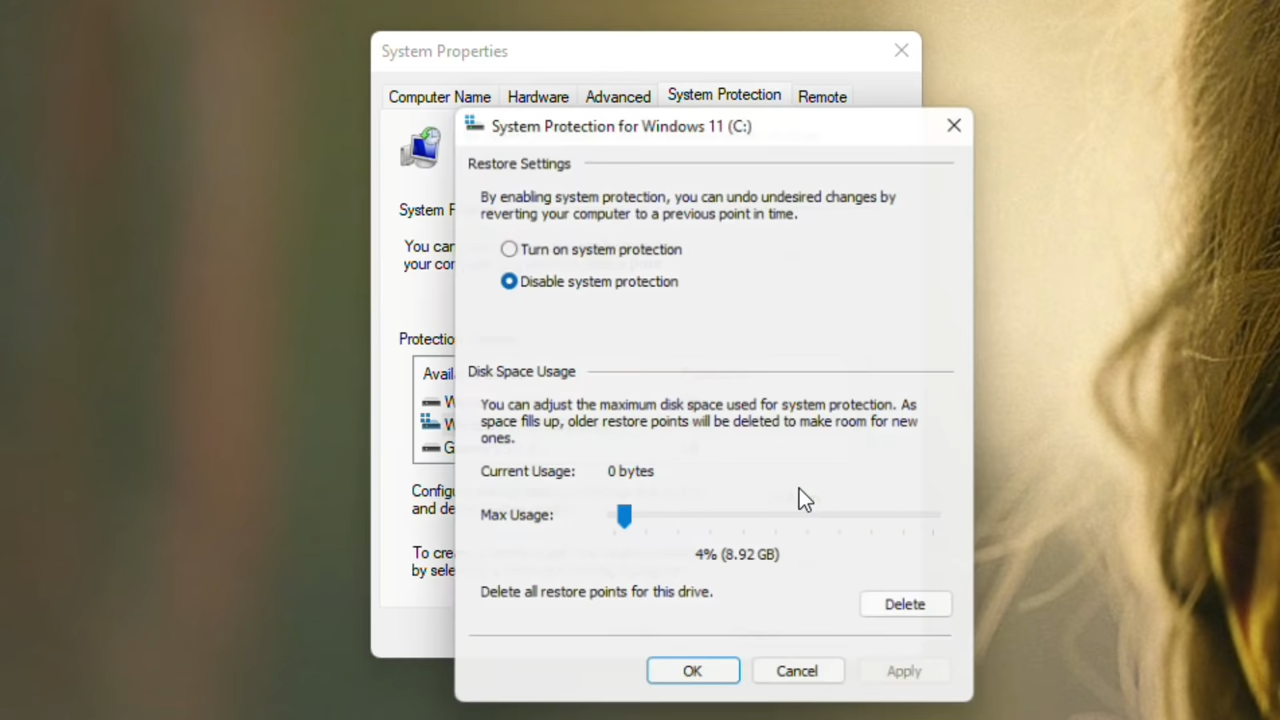 System Properties
Computer Name Hardware Advanced System Protection Remote
System Protection for Windows 11 (C:)
Restore Settings
By enabling system protection, you can undo undesired changes by
reverting your computer to a previous point in time.
System
You can
your
Turn on system protection
Disable system protection
Disk Space Usage
You can adjust the maximum disk space used for system protection. As
space fills up, older restore points will be deleted to make room for new
ones.
Current Usage: 0 bytes
and de
Max Usage:
4% (8.92 GB)
To cre
by sele
Delete all restore points for this drive.
Delete
OK Cancel Apply